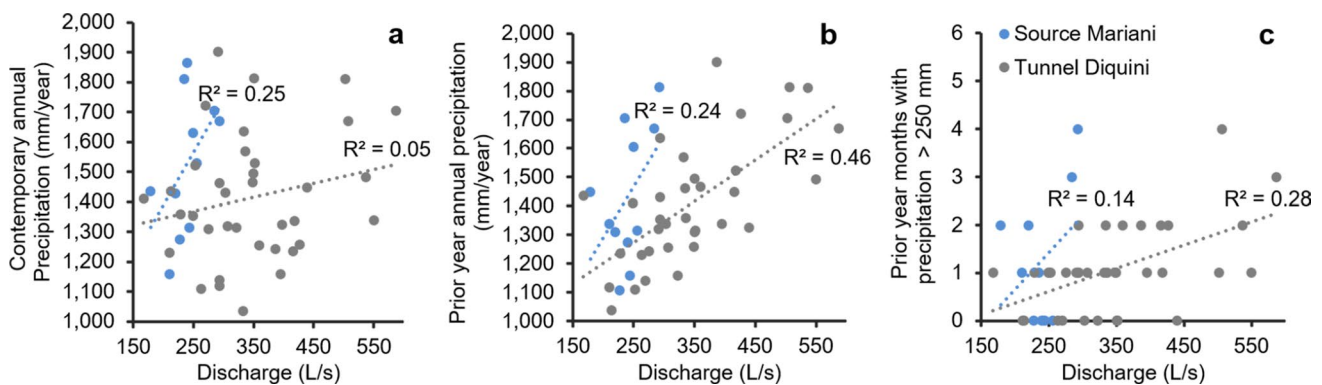 a
Contemporary annual
Precipitation (mm/year)
2,000
1,900
1,800
1,700
1,600
1,500
1,400
1,300
1,200
1,100
1,000
R² = 0.25
R² = 0.05
150 250 350 450 550
Discharge (L/s)
b
Prior year annual precipitation
(mm/year)
2,000
1,900
1,800
1,700
1,600
1,500
1,400
1,300
1,200
1,100
1,000
R² = 0.24
R² = 0.46
150 250 350 450 550
Discharge (L/s)
c
Source Mariani
Tunnel Diquini
Prior year months with
precipitation > 250 mm
6
5
4
3
2
1
0
R² = 0.14
R² = 0.28
150 250 350 450 550
Discharge (L/s)